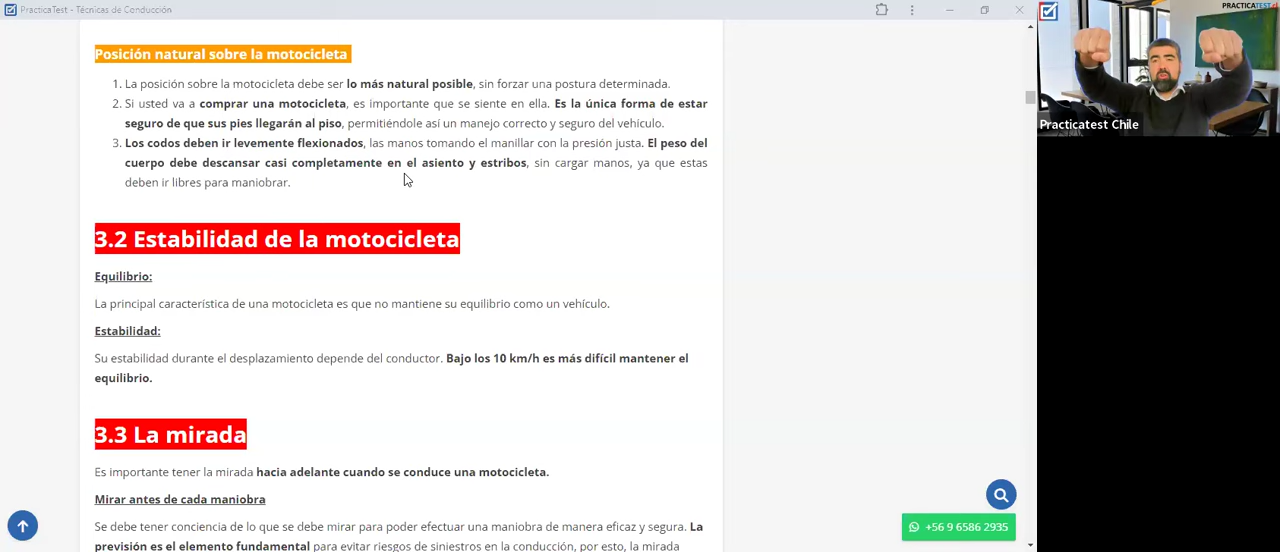 PracticaTest - Técnicas de Conducción
PRACTICATEST.cl
Practicatest Chile
Posición natural sobre la motocicleta
1. La posición sobre la motocicleta debe ser lo más natural posible, sin forzar una postura determinada.
2. Si usted va a comprar una motocicleta, es importante que se siente en ella. Es la única forma de estar
seguro de que sus pies llegarán al piso, permitiéndole así un manejo correcto y seguro del vehículo.
3. Los codos deben ir levemente flexionados, las manos tomando el manillar con la presión justa. El peso del
cuerpo debe descansar casi completamente en el asiento y estribos, sin cargar manos, ya que estas
deben ir libres para maniobrar.
3.2 Estabilidad de la motocicleta
Equilibrio:
La principal característica de una motocicleta es que no mantiene su equilibrio como un vehículo.
Estabilidad:
Su estabilidad durante el desplazamiento depende del conductor. Bajo los 10 km/h es más difícil mantener el
equilibrio.
3.3 La mirada
Es importante tener la mirada hacia adelante cuando se conduce una motocicleta.
Mirar antes de cada maniobra
Se debe tener conciencia de lo que se debe mirar para poder efectuar una maniobra de manera eficaz y segura. La
previsión es el elemento fundamental para evitar riesgos de siniestros en la conducción, por esto, la mirada
+56 9 6586 2935